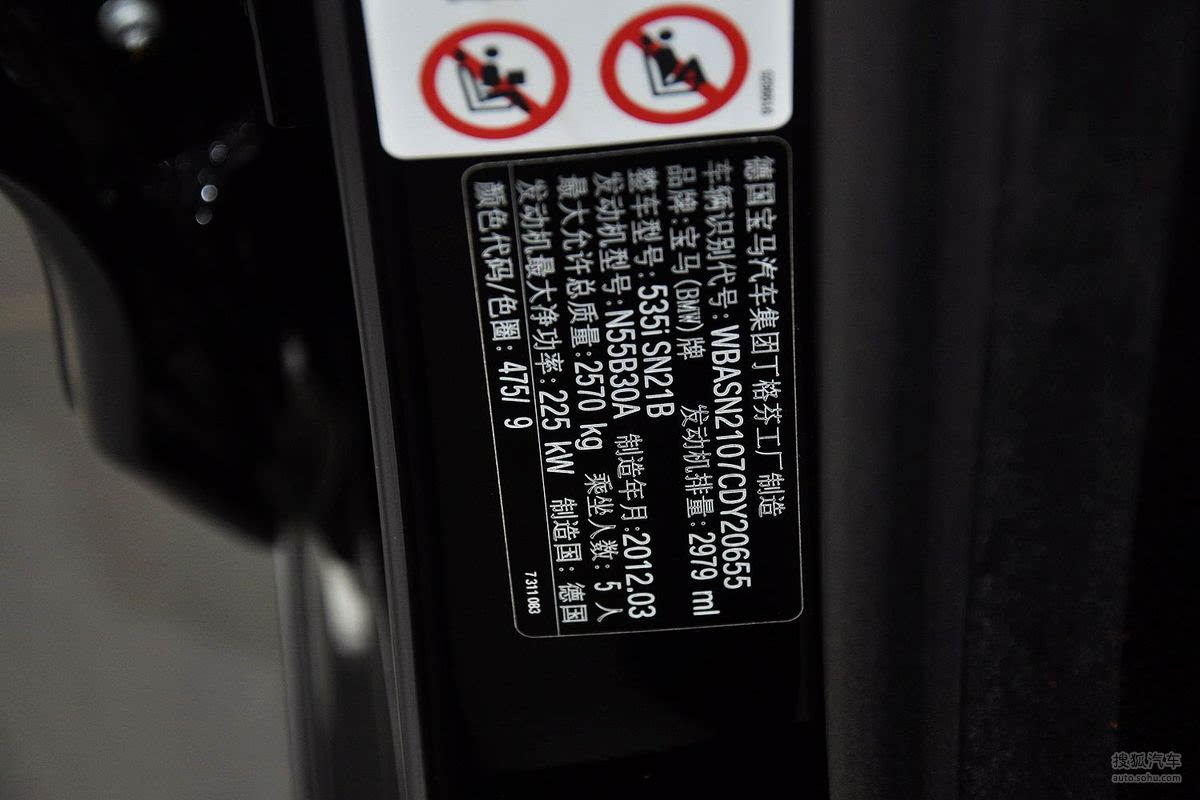 0298816
德国宝马汽车集团丁格芬工厂制造
车辆识别代号: WBASN2107CDY20655
品牌:宝马(BMW)牌 发动机排量:2979 ml
整车型号:535i SN21B
发动机型号:N55B30A 制造年月:2012.03
最大允许总质量:2570 kg 乘坐人数: 5 人
发动机最大净功率: 225 kW 制造国: 德国
颜色代码/色圈: 475/ 9
7311 083
搜狐汽车
auto.sohu.com